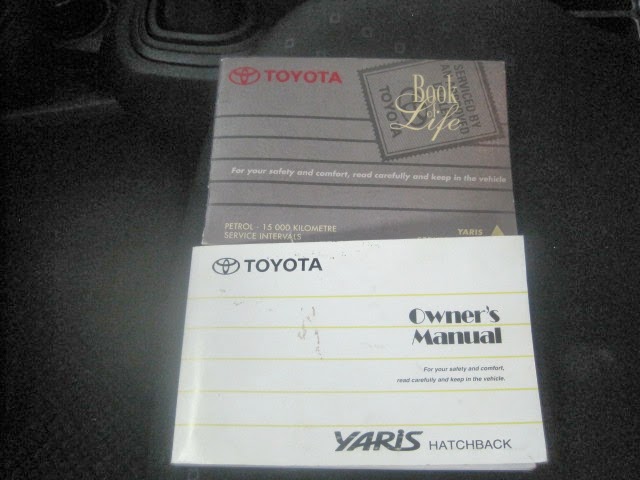 TOYOTA
Book
of
Life
SERVICED BY
TOYOTA
For your safety and comfort, read carefully and keep in the vehicle
PETROL - 15 000 KILOMETRE
SERVICE INTERVALS
YARIS
TOYOTA
Owner's
Manual
For your safety and comfort,
read carefully and keep in the vehicle.
YARIS HATCHBACK